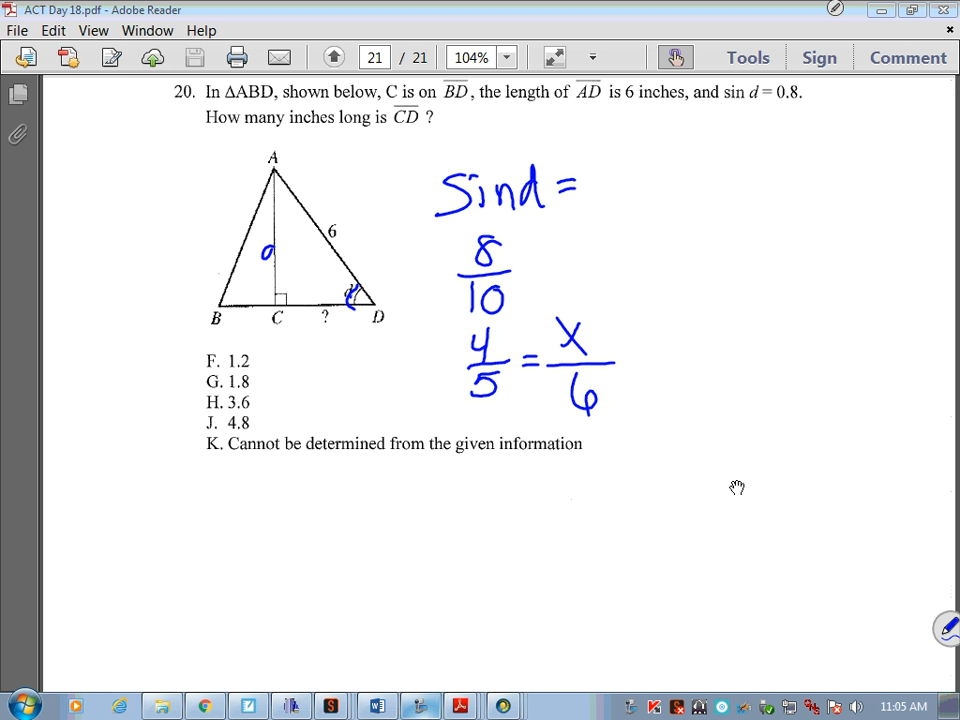 ACT Day 18.pdf - Adobe Reader
File Edit View Window Help
21 / 21 104% Tools Sign Comment
20. In ΔABD, shown below, C is on BD, the length of AD is 6 inches, and sin d = 0.8.
How many inches long is CD ?
A
6
d
B C ? D
F. 1.2
G. 1.8
H. 3.6
J. 4.8
K. Cannot be determined from the given information
Sind =
8
10
4/5 = x/6
11:05 AM